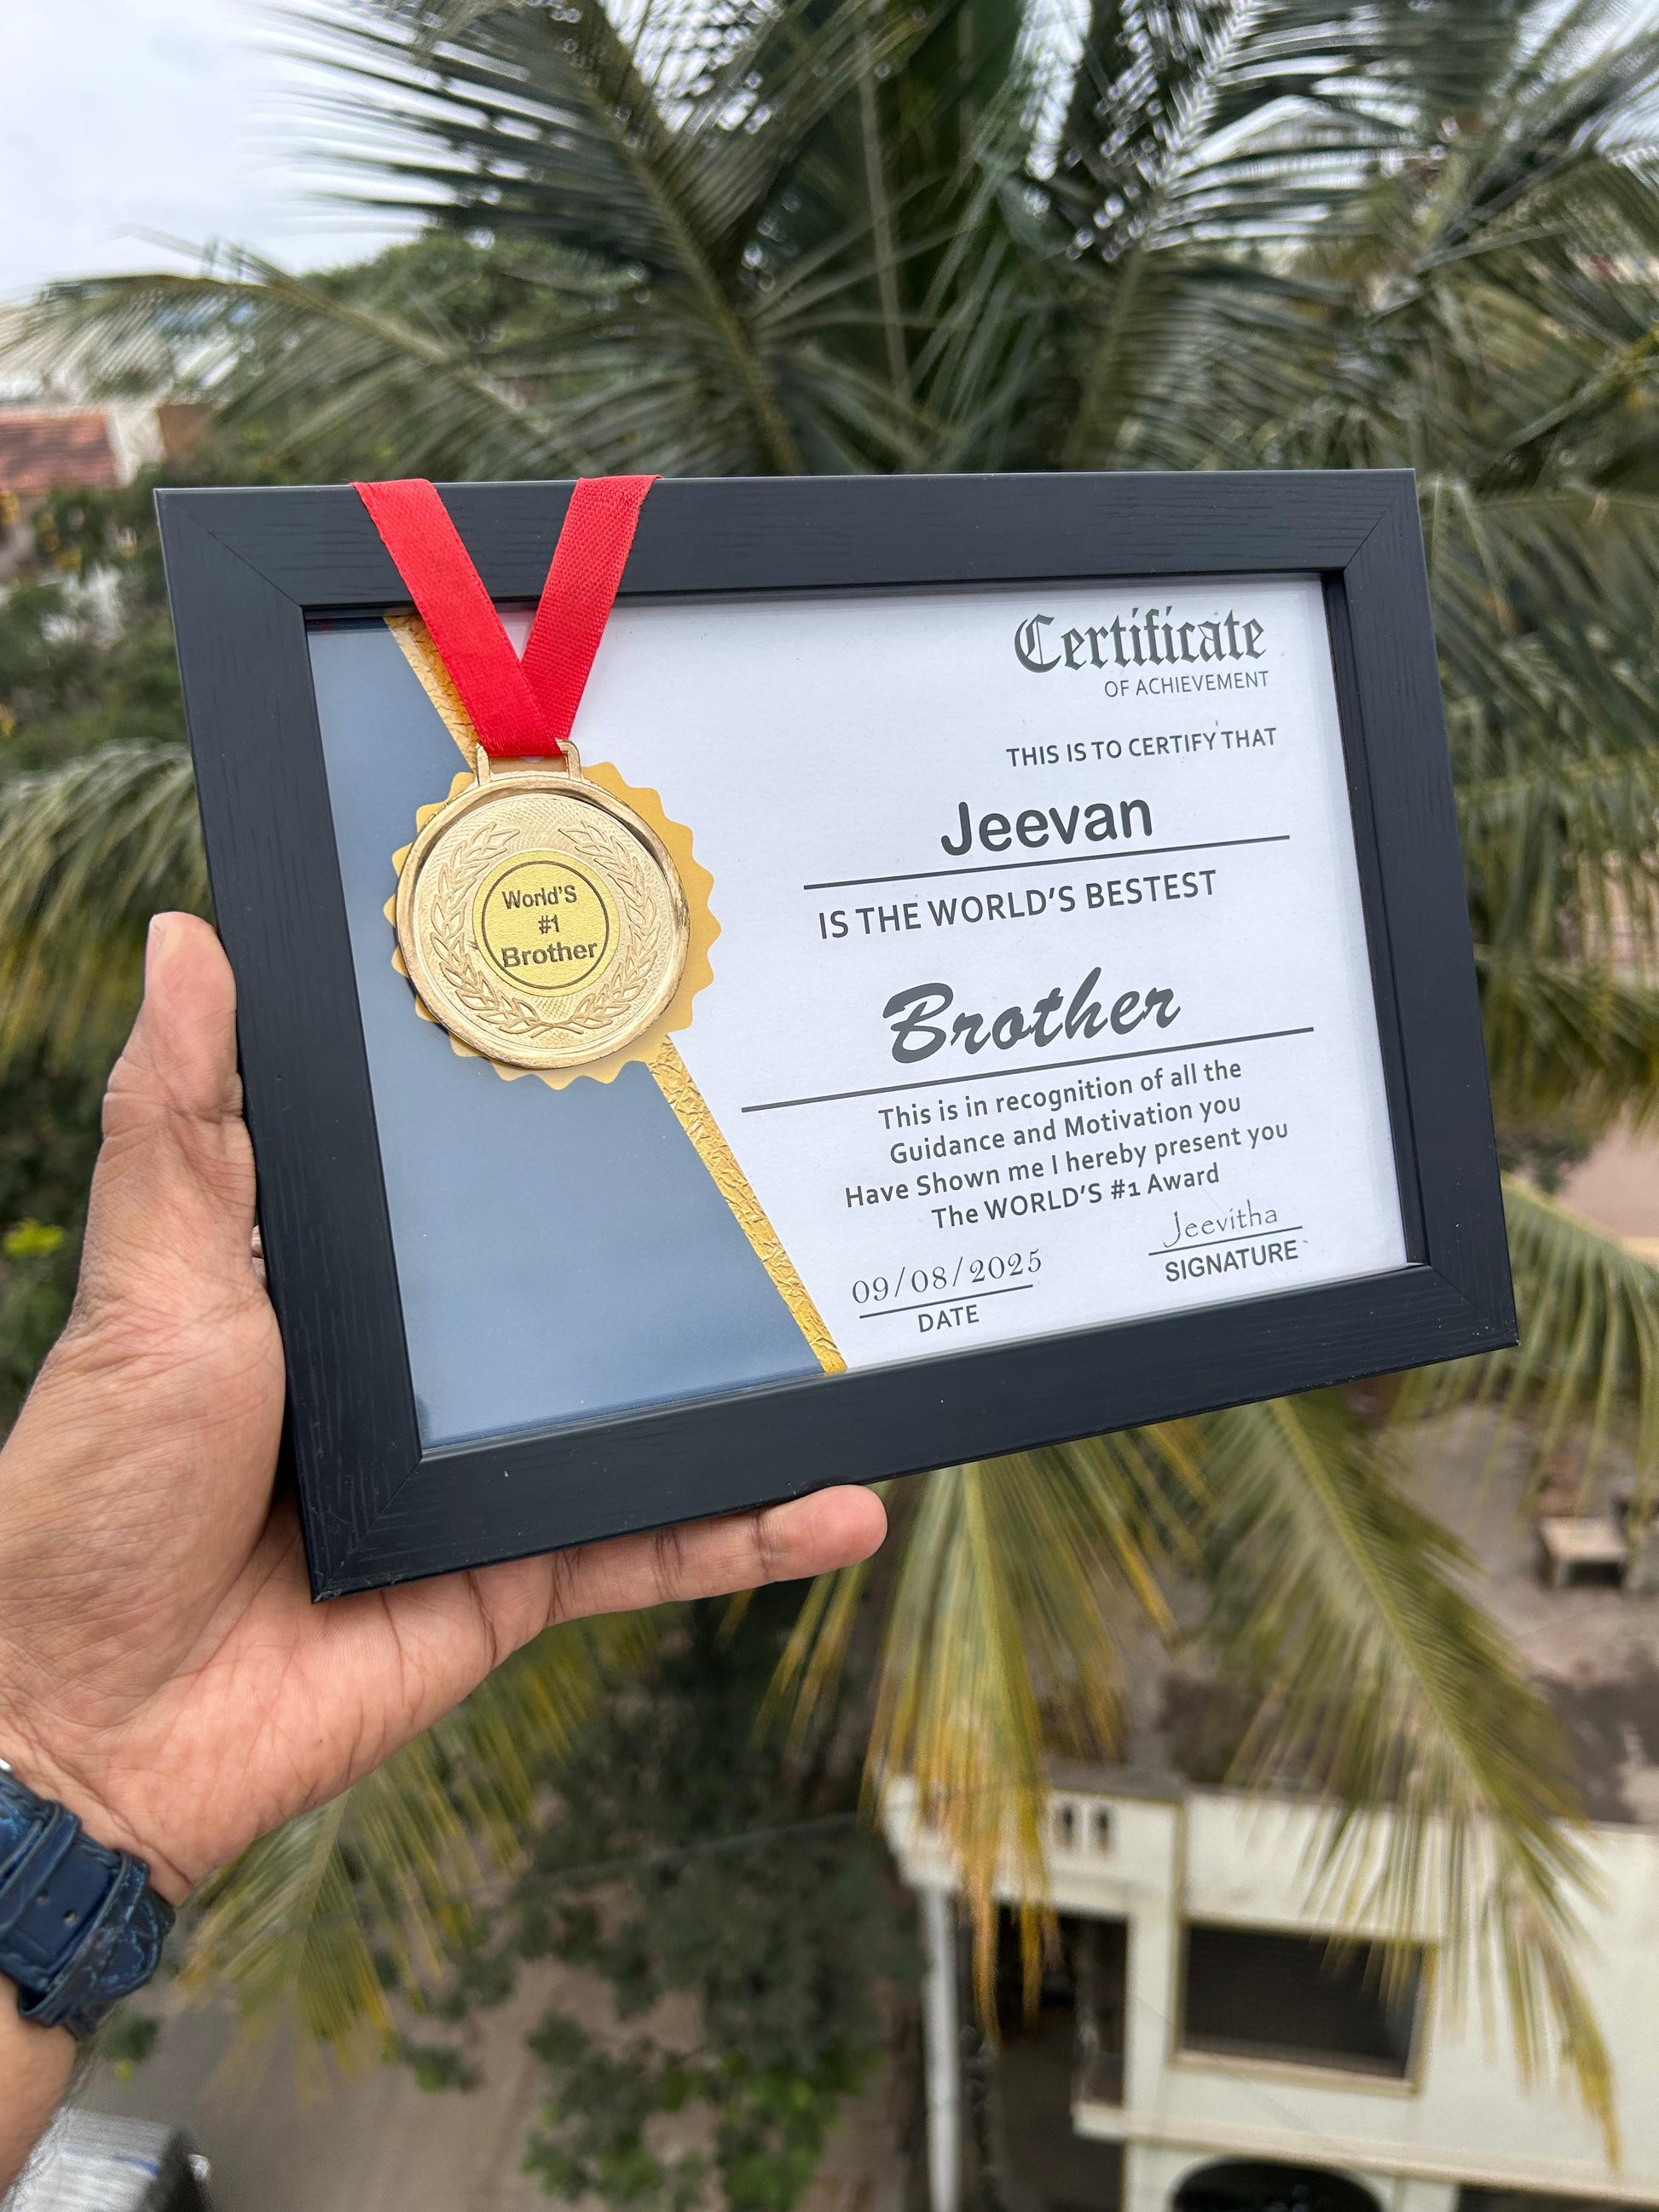 World'S
#1
Brother
Certificate
OF ACHIEVEMENT
THIS IS TO CERTIFY THAT
Jeevan
IS THE WORLD'S BESTEST
Brother
This is in recognition of all the
Guidance and Motivation you
Have Shown me I hereby present you
The WORLD'S #1 Award
Jeevitha
SIGNATURE
09/08/2025
DATE